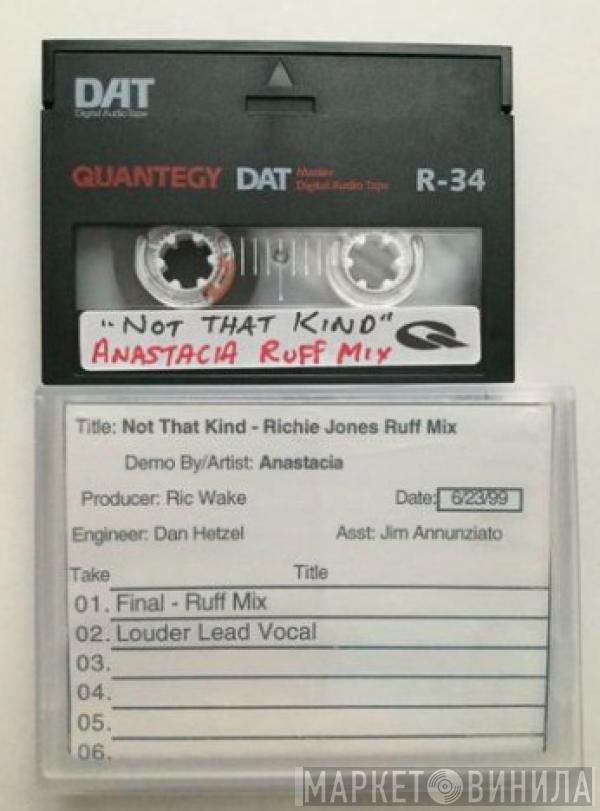 DAT
Digital Audio Tape
QUANTEGY DAT Master Digital Audio Tape R-34
"NOT THAT KIND"
ANASTACIA RUFF MIX
Title: Not That Kind - Richie Jones Ruff Mix
Demo By/Artist: Anastacia
Producer: Ric Wake Date: 6/23/99
Engineer: Dan Hetzel Asst: Jim Annunziato
Take Title
01. Final - Ruff Mix
02. Louder Lead Vocal
03.
04.
05.
06.
МАРКЕТ ВИНИЛА